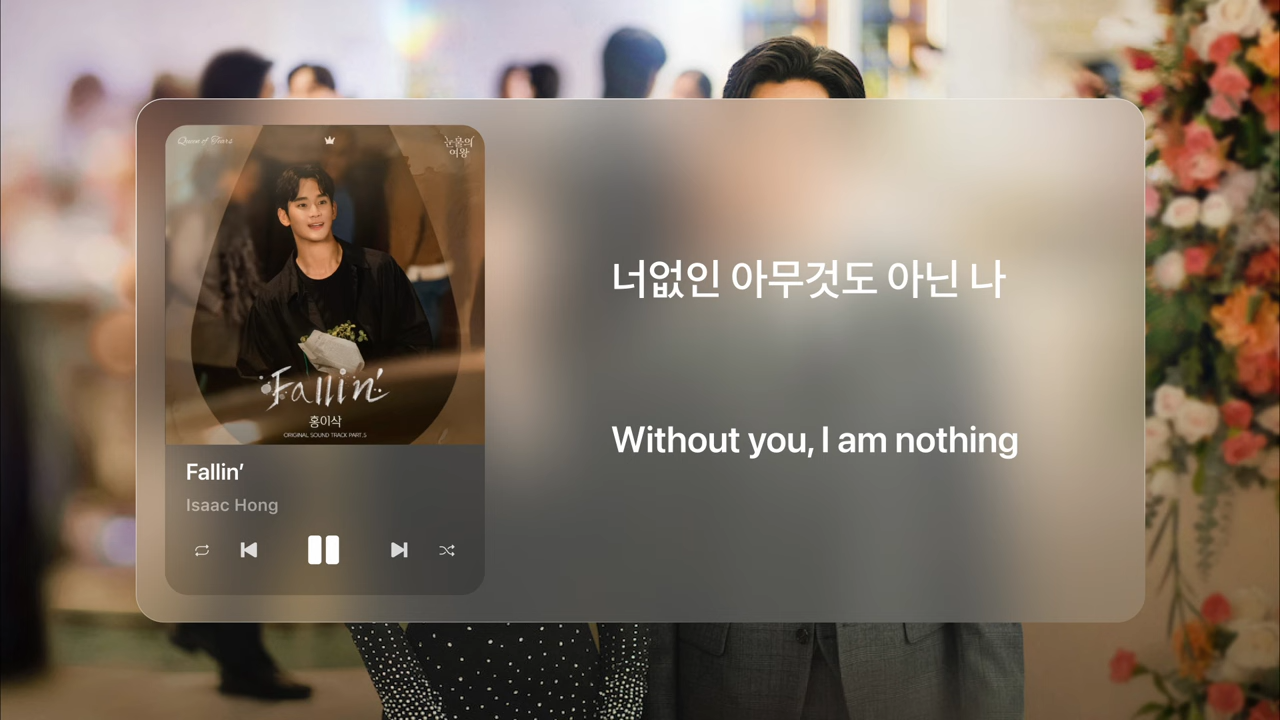 Queen of Tears
눈물의
여왕
Fallin'
홍이삭
ORIGINAL SOUND TRACK PART.5
Fallin’
Isaac Hong
너없인 아무것도 아닌 나
Without you, I am nothing